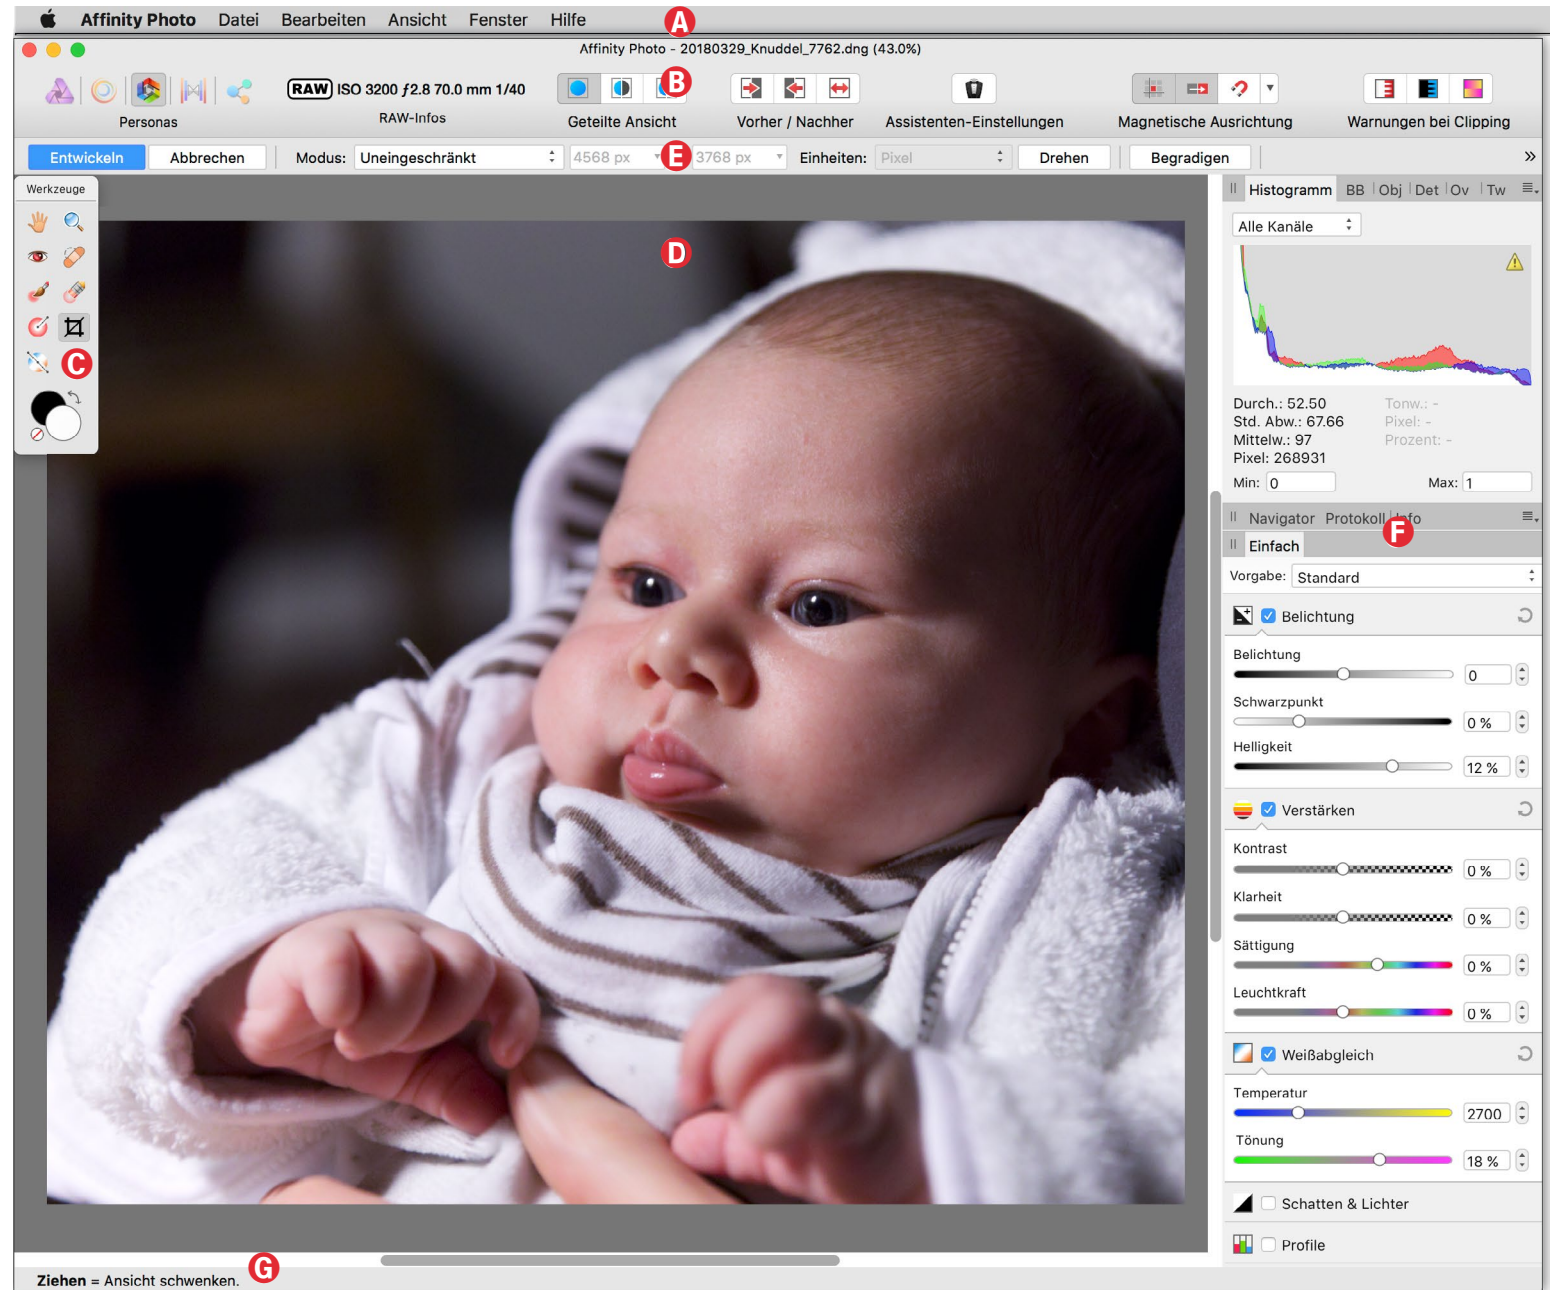 Affinity Photo Datei Bearbeiten Ansicht Fenster Hilfe A
Affinity Photo - 20180329_Knuddel_7762.dng (43.0%)
RAW ISO 3200 ƒ2.8 70.0 mm 1/40 B
Personas RAW-Infos Geteilte Ansicht Vorher / Nachher Assistenten-Einstellungen Magnetische Ausrichtung Warnungen bei Clipping
Entwickeln Abbrechen Modus: Uneingeschränkt 4568 px E 3768 px Einheiten: Pixel Drehen Begradigen »
Werkzeuge
C
D
Histogramm BB Obj Det Ov Tw
Alle Kanäle
Durch.: 52.50 Tonw.: -
Std. Abw.: 67.66 Pixel: -
Mittelw.: 97 Prozent: -
Pixel: 268931
Min: 0 Max: 1
Navigator Protokoll Info
F
Einfach
Vorgabe: Standard
Belichtung
Belichtung
0
Schwarzpunkt
0 %
Helligkeit
12 %
Verstärken
Kontrast
0 %
Klarheit
0 %
Sättigung
0 %
Leuchtkraft
0 %
Weißabgleich
Temperatur
2700
Tönung
18 %
Schatten & Lichter
Profile
G
Ziehen = Ansicht schwenken.